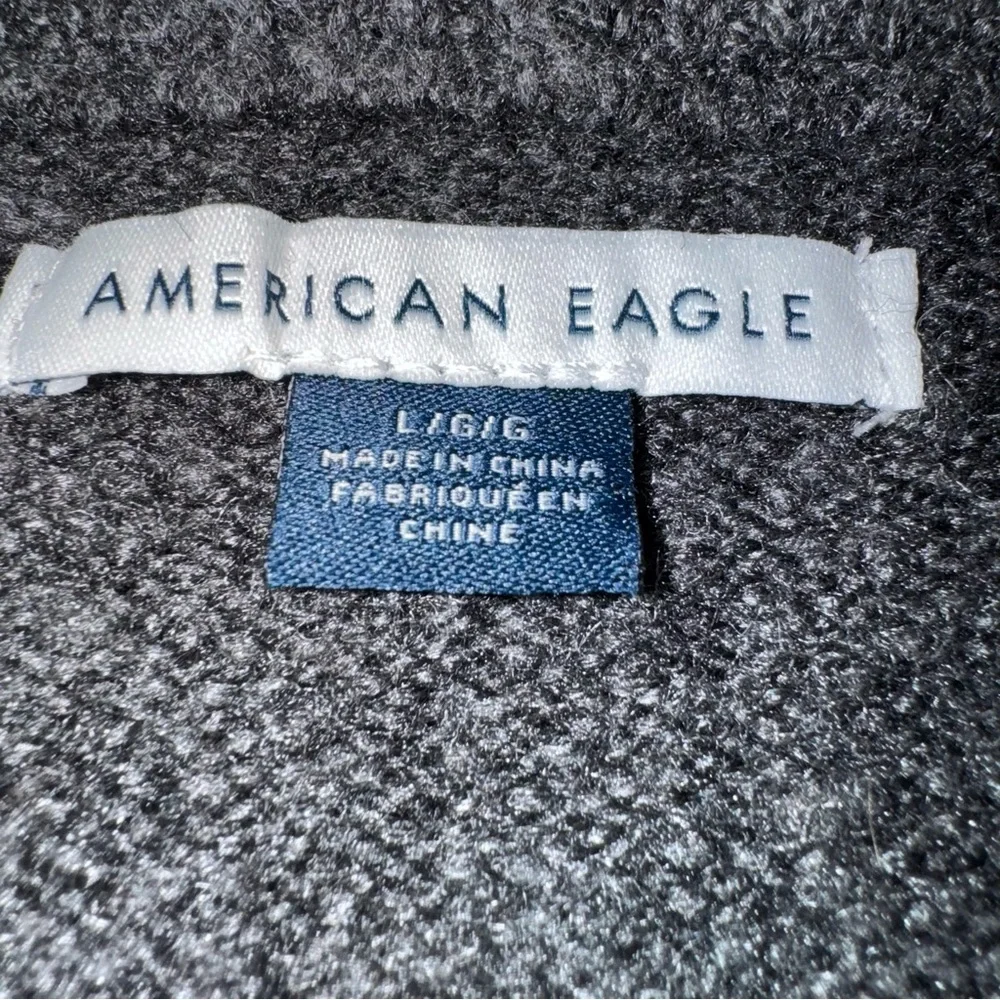 AMERICAN EAGLE
L/G/G
MADE IN CHINA
FABRIQUÉ EN
CHINE